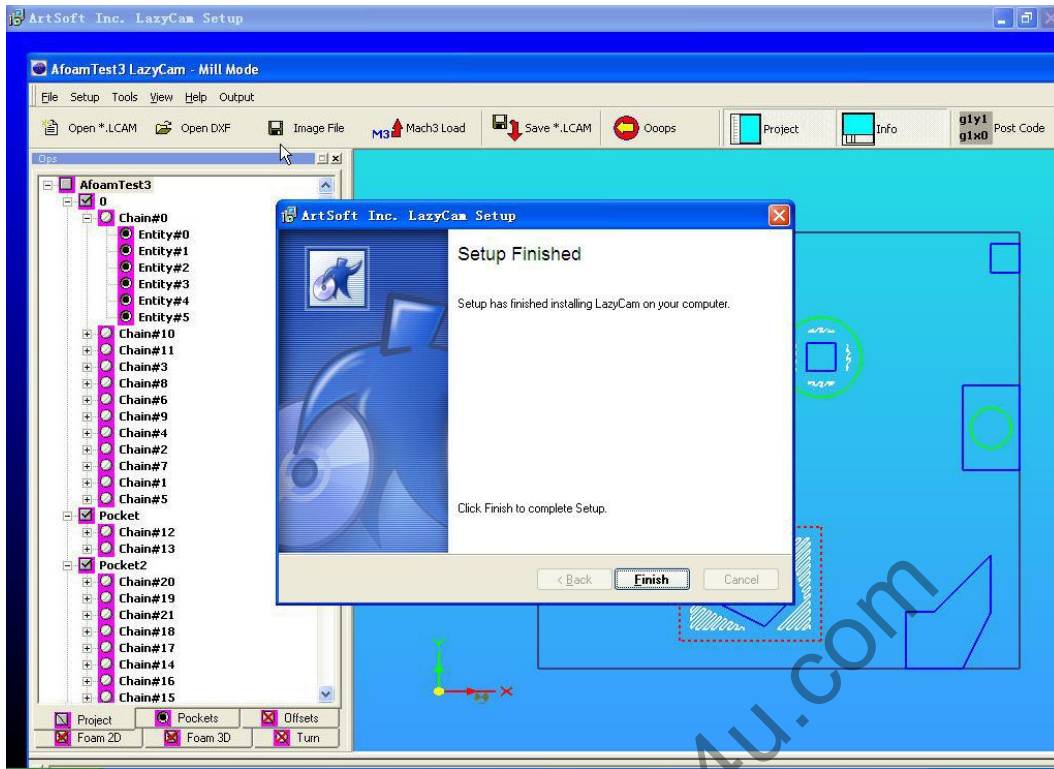 ArtSoft Inc. LazyCam Setup
AfoamTest3 LazyCam - Mill Mode
File Setup Tools View Help Output
Open *.LCAM Open DXF Image File M3 Mach3 Load Save *.LCAM Ooops Project Info g1y1 g1x0 Post Code
Ops
AfoamTest3
0
Chain#0
Entity#0
Entity#1
Entity#2
Entity#3
Entity#4
Entity#5
Chain#10
Chain#11
Chain#3
Chain#8
Chain#6
Chain#9
Chain#4
Chain#2
Chain#7
Chain#1
Chain#5
Pocket
Chain#12
Chain#13
Pocket2
Chain#20
Chain#19
Chain#21
Chain#18
Chain#17
Chain#14
Chain#16
Chain#15
Project Pockets Offsets
Foam 2D Foam 3D Turn
ArtSoft Inc. LazyCam Setup
Setup Finished
Setup has finished installing LazyCam on your computer.
Click Finish to complete Setup.
< Back Finish Cancel
Y
X
4u.com